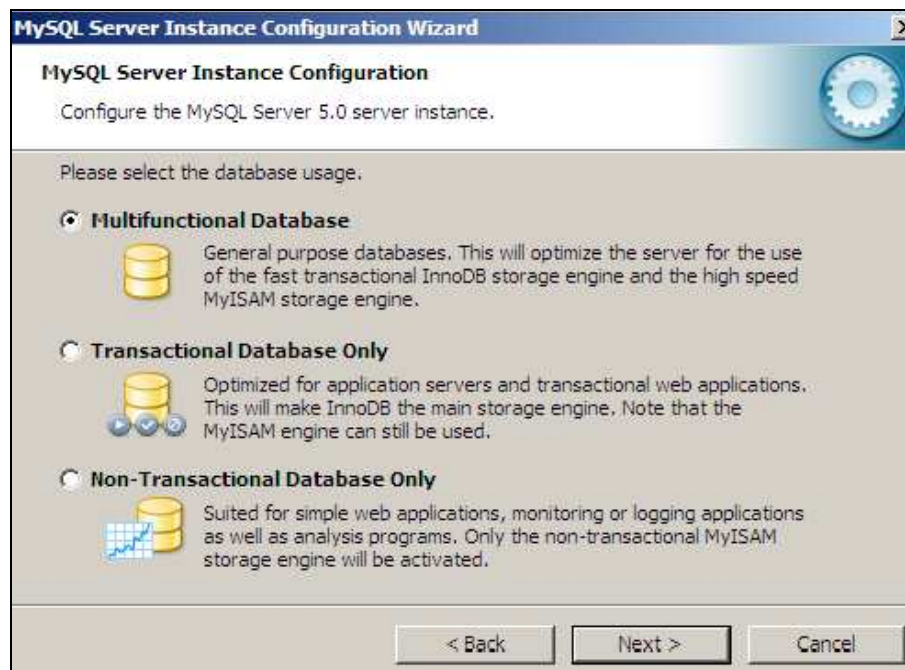 MySQL Server Instance Configuration Wizard
MySQL Server Instance Configuration
Configure the MySQL Server 5.0 server instance.
Please select the database usage.
Multifunctional Database
General purpose databases. This will optimize the server for the use
of the fast transactional InnoDB storage engine and the high speed
MyISAM storage engine.
Transactional Database Only
Optimized for application servers and transactional web applications.
This will make InnoDB the main storage engine. Note that the
MyISAM engine can still be used.
Non-Transactional Database Only
Suited for simple web applications, monitoring or logging applications
as well as analysis programs. Only the non-transactional MyISAM
storage engine will be activated.
< Back Next > Cancel